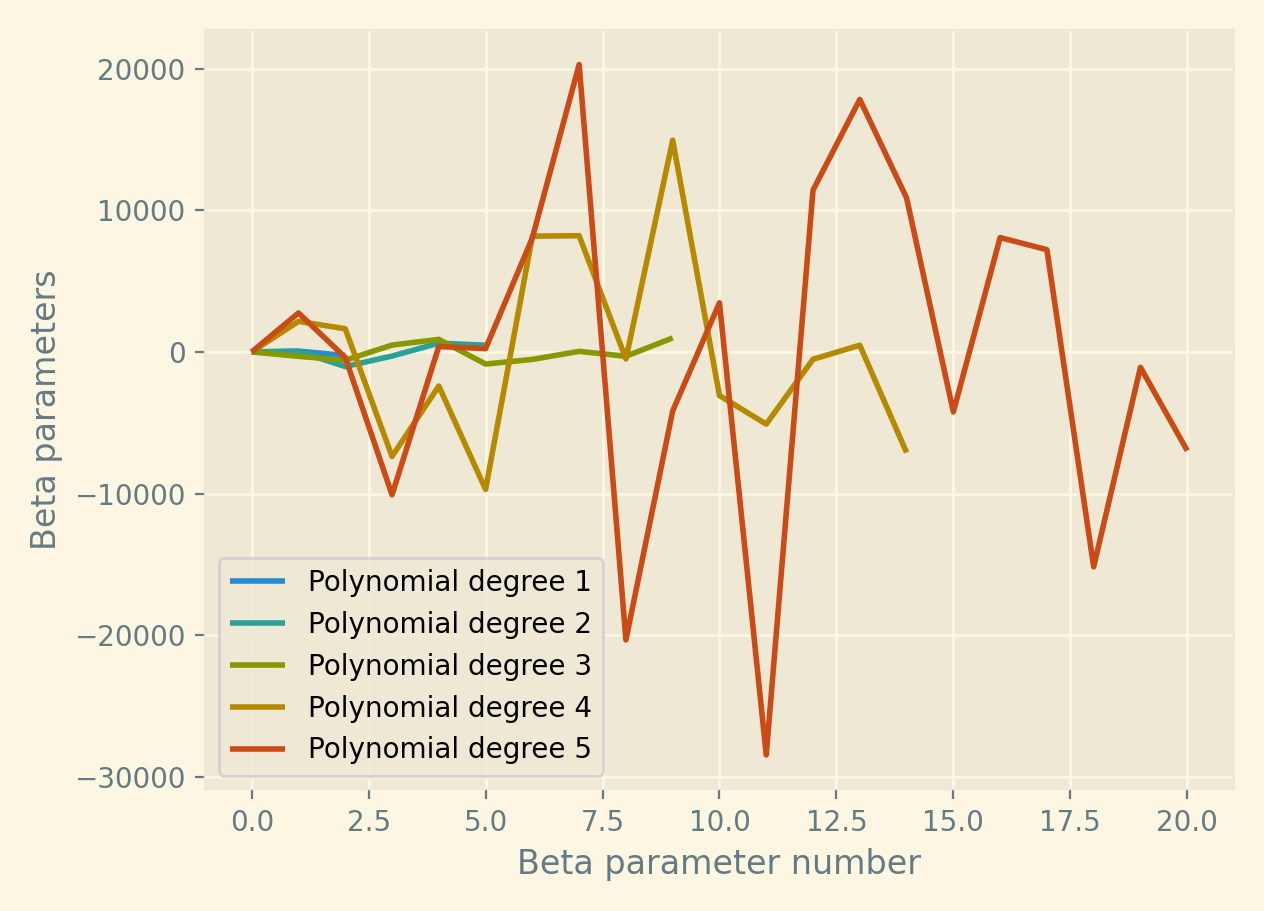 20000
10000
0
−10000
−20000
−30000
Beta parameters
Polynomial degree 1
Polynomial degree 2
Polynomial degree 3
Polynomial degree 4
Polynomial degree 5
0.0 2.5 5.0 7.5 10.0 12.5 15.0 17.5 20.0
Beta parameter number